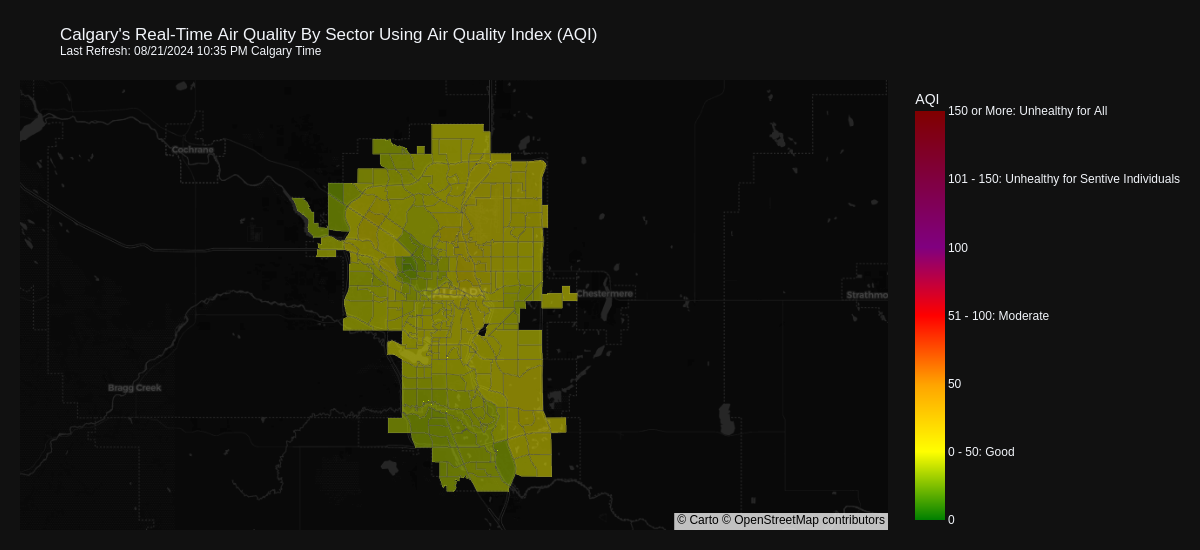 Calgary's Real-Time Air Quality By Sector Using Air Quality Index (AQI)
Last Refresh: 08/21/2024 10:35 PM Calgary Time
AQI
150 or More: Unhealthy for All
Cochrane
101 - 150: Unhealthy for Sentive Individuals
100
CALGARY
Chestermere
Strathmo
51 - 100: Moderate
Bragg Creek
50
0 - 50: Good
0
© Carto © OpenStreetMap contributors